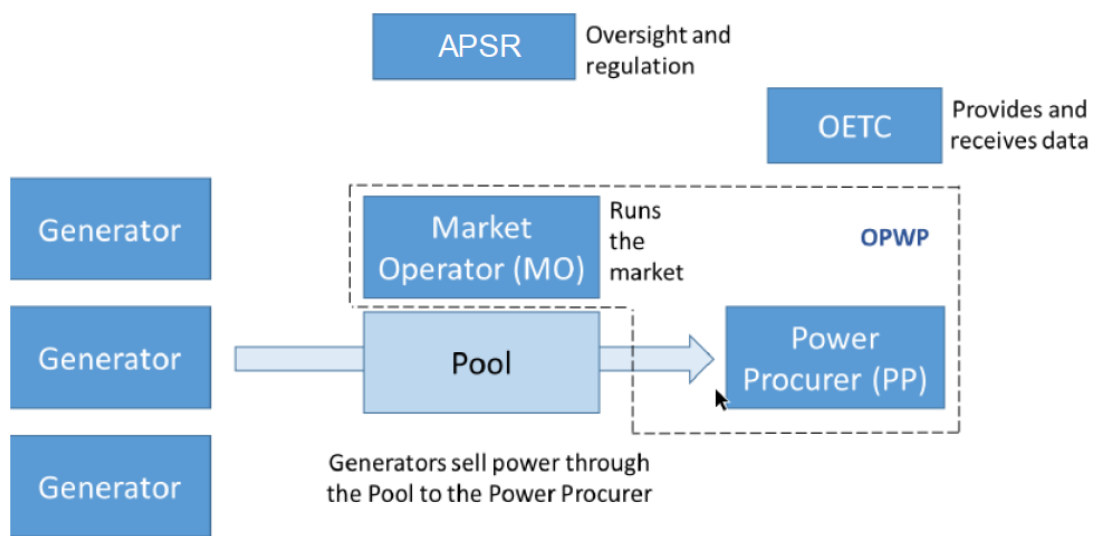 APSR
Oversight and
regulation
OETC
Provides and
receives data
Generator
Market
Operator (MO)
Runs
the
market
OPWP
Generator
Pool
Power
Procurer (PP)
Generator
Generators sell power through
the Pool to the Power Procurer